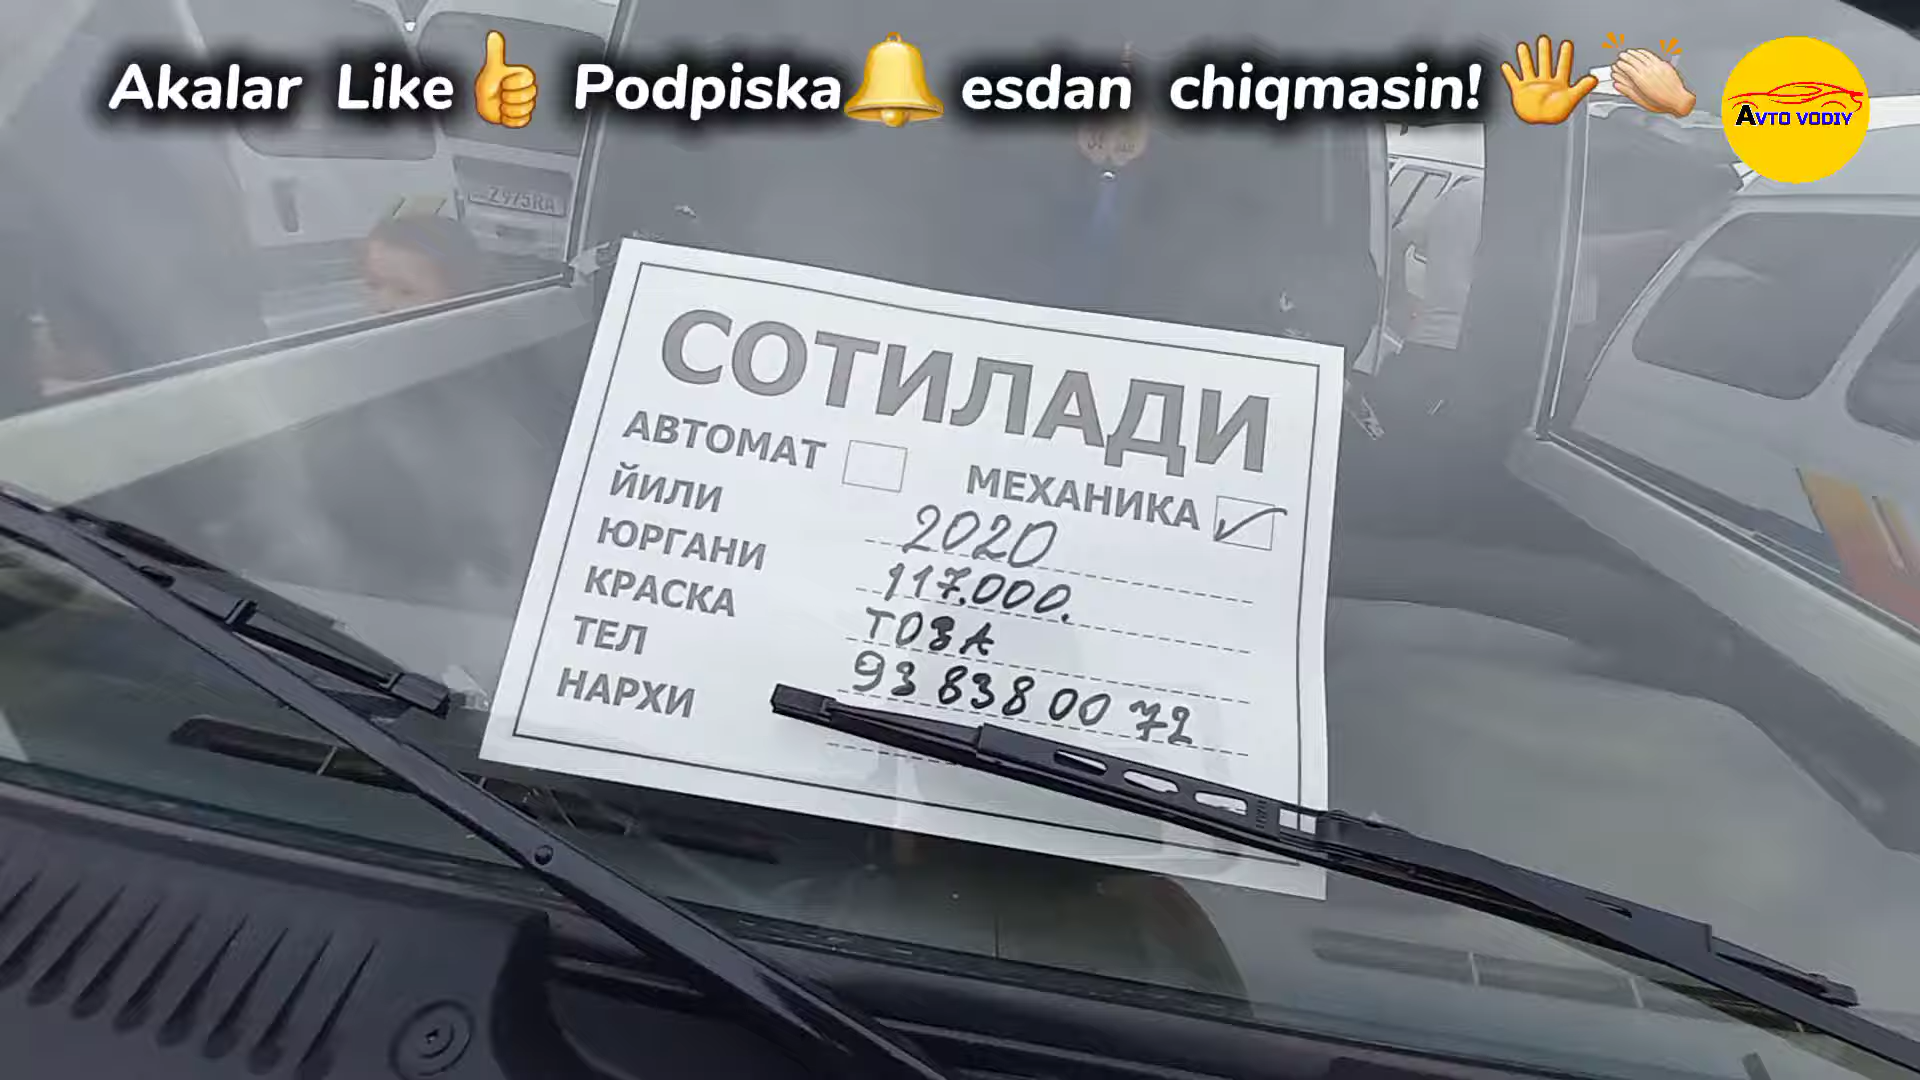 Akalar Like👍 Podpiska🔔 esdan chiqmasin!🖐👏
AVTO VODIY
СОТИЛАДИ
АВТОМАТ МЕХАНИКА ✓
ЙИЛИ 2020
ЮРГАНИ 117.000.
КРАСКА ТОЗА
ТЕЛ 93 838 00 72
НАРХИ
Z975RA